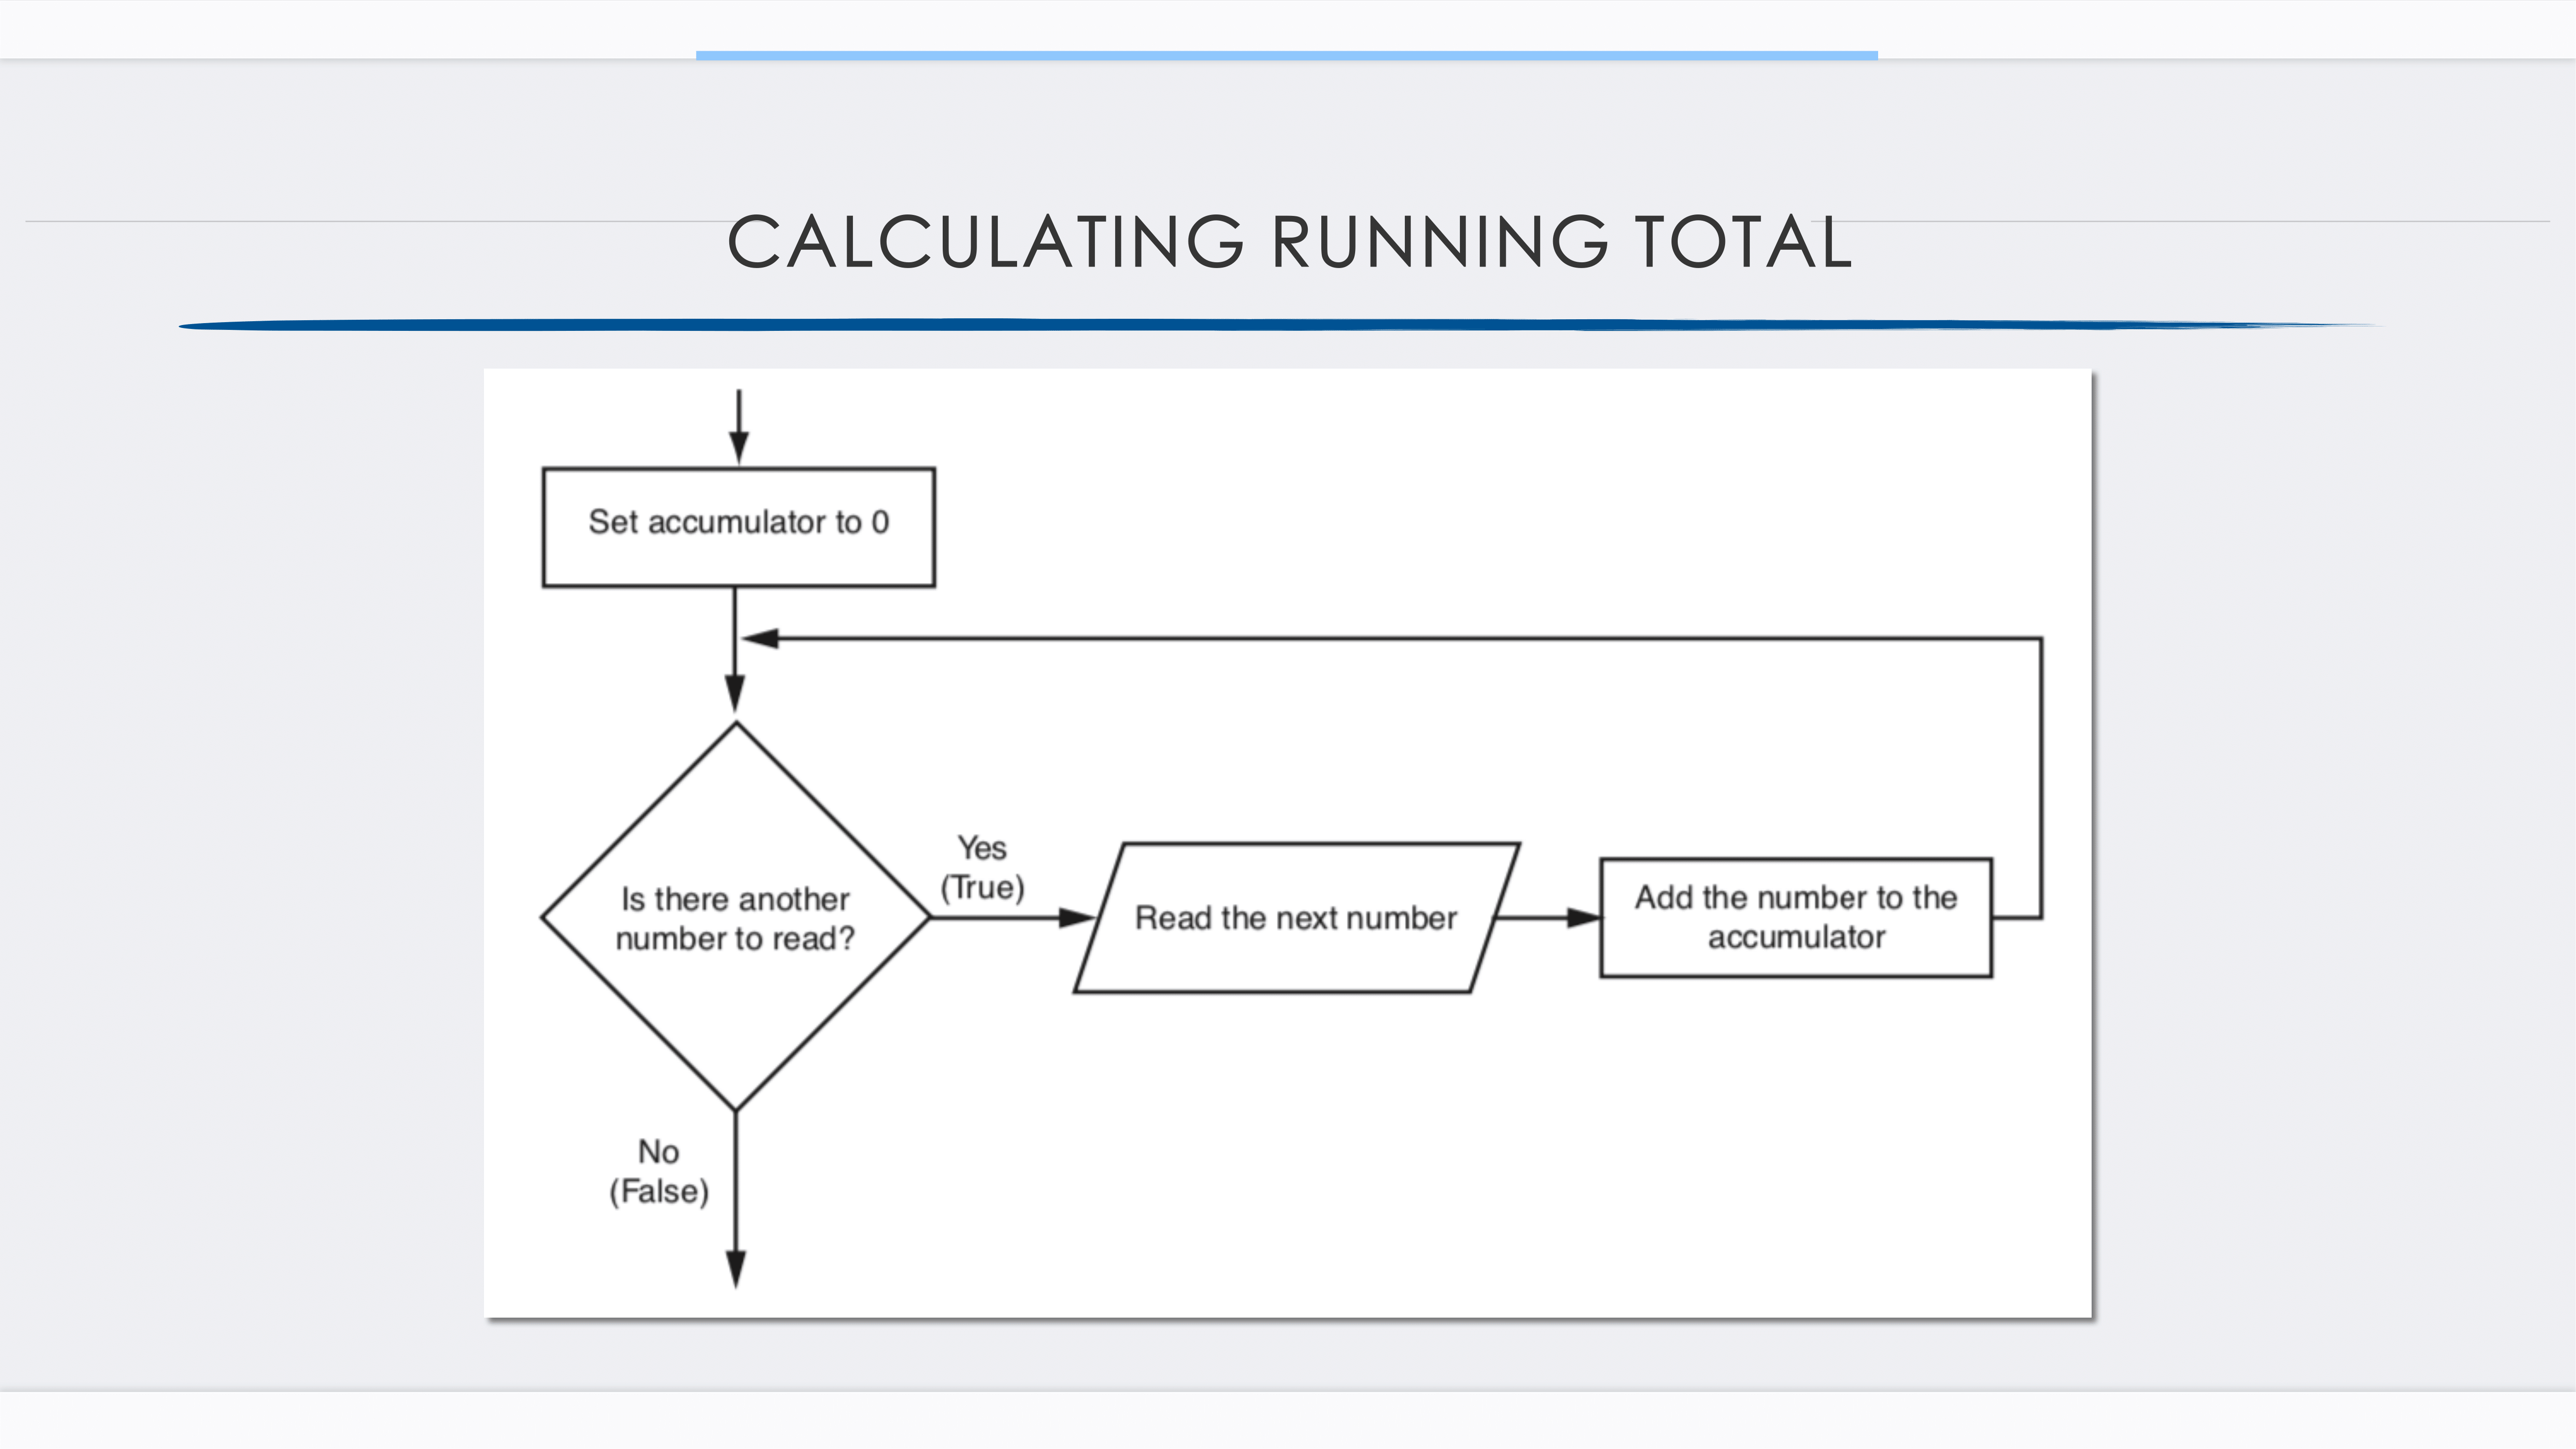 CALCULATING RUNNING TOTAL
Set accumulator to 0
Is there another
number to read?
Yes
(True)
Read the next number
Add the number to the
accumulator
No
(False)